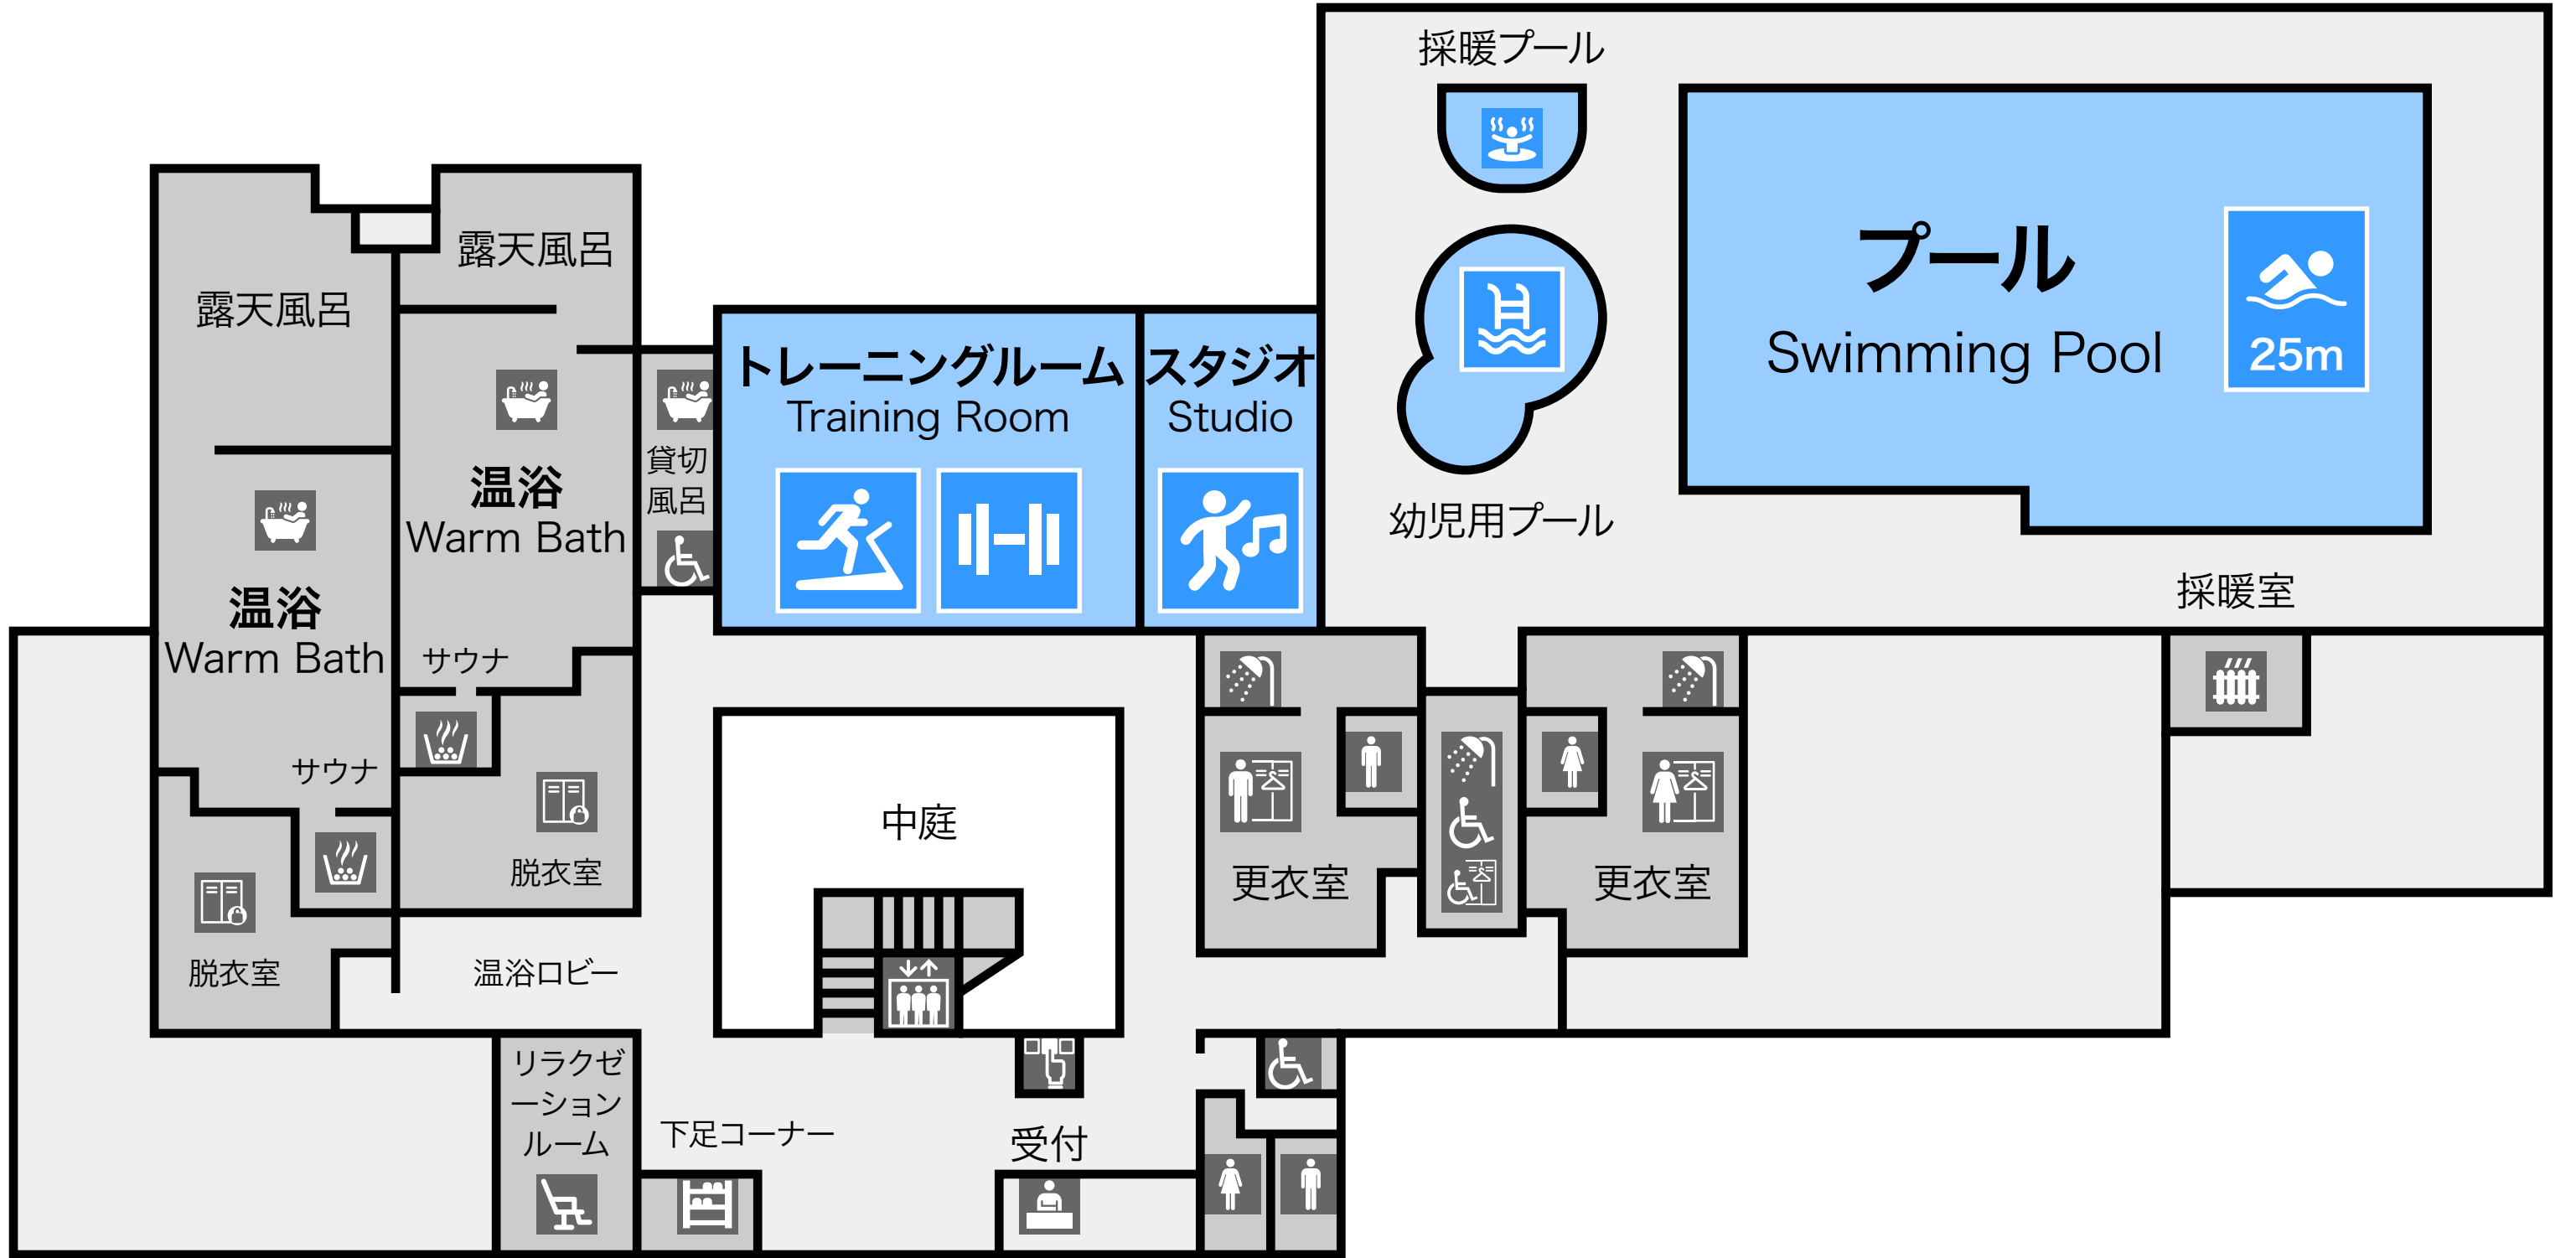 採暖プール
プール
Swimming Pool
25m
幼児用プール
採暖室
露天風呂
露天風呂
トレーニングルーム
Training Room
スタジオ
Studio
貸切
風呂
温浴
Warm Bath
温浴
Warm Bath
サウナ
サウナ
脱衣室
脱衣室
温浴ロビー
中庭
更衣室
更衣室
リラクゼ
ーション
ルーム
下足コーナー
受付